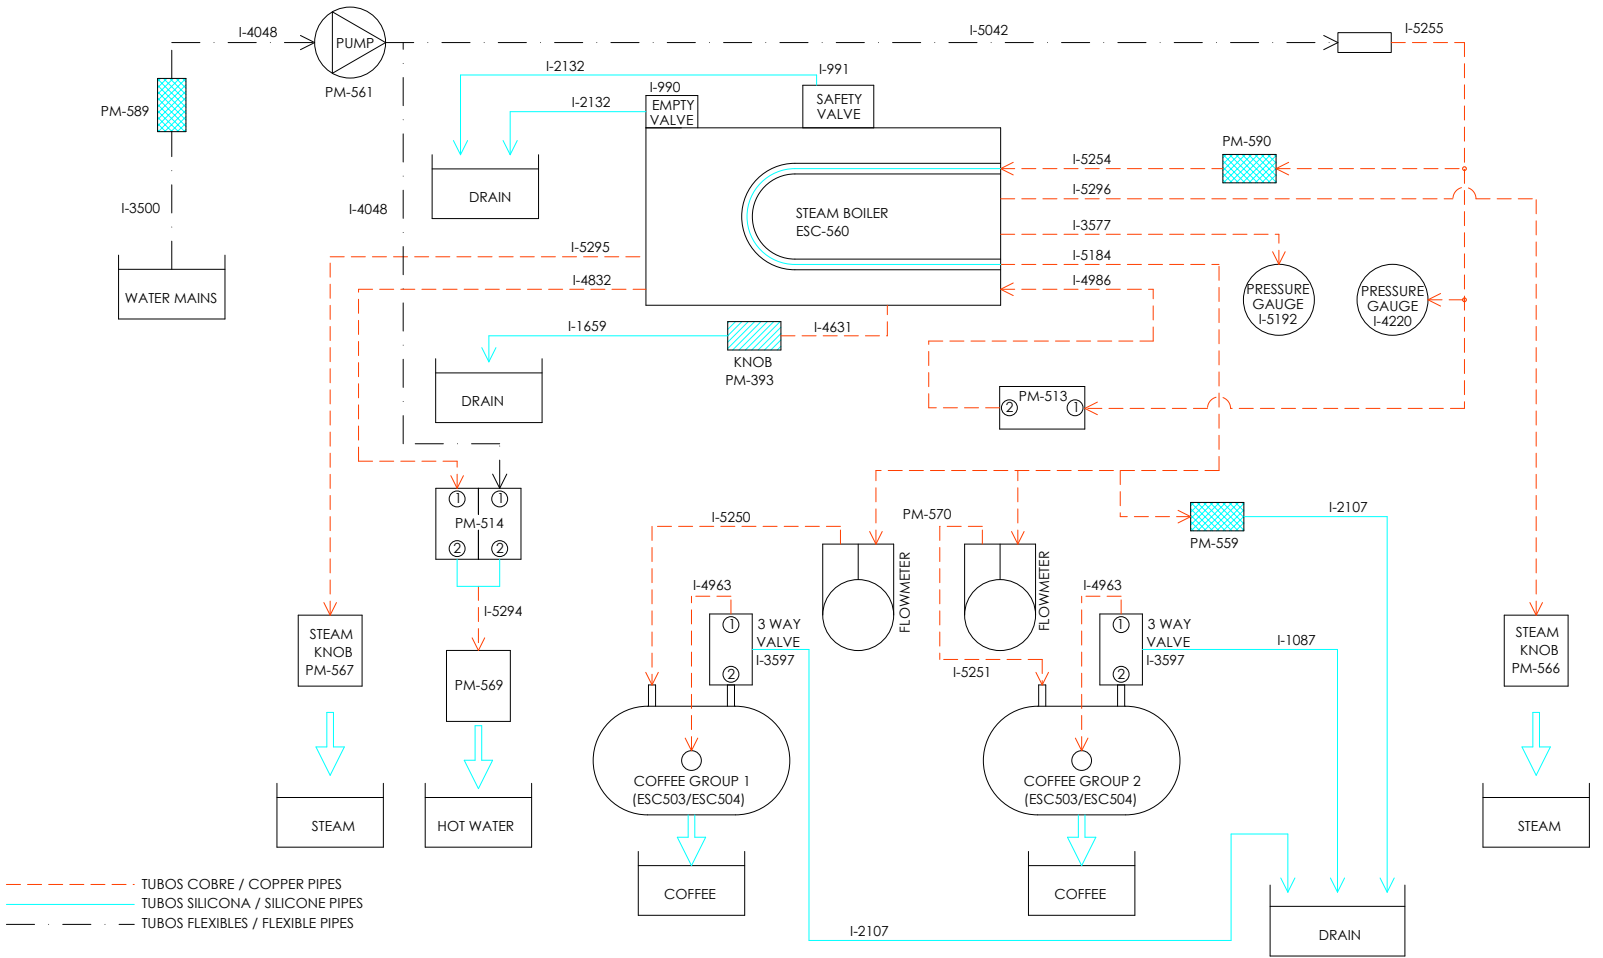 I-4048
PUMP
PM-561
I-5042
I-5255
PM-589
I-2132
I-991
I-990
I-2132
EMPTY
VALVE
SAFETY
VALVE
PM-590
I-5254
I-3500
I-4048
DRAIN
I-5296
STEAM BOILER
ESC-560
I-3577
I-5295
I-5184
I-4832
I-4986
WATER MAINS
PRESSURE
GAUGE
I-5192
PRESSURE
GAUGE
I-4220
I-1659
I-4631
KNOB
PM-393
DRAIN
PM-513
2
1
1
1
PM-514
2
2
I-5250
PM-570
I-2107
PM-559
FLOWMETER
FLOWMETER
I-4963
I-4963
I-5294
1
3 WAY
VALVE
I-3597
2
1
3 WAY
VALVE
I-3597
2
I-1087
I-5251
STEAM
KNOB
PM-567
PM-569
STEAM
KNOB
PM-566
COFFEE GROUP 1
(ESC503/ESC504)
COFFEE GROUP 2
(ESC503/ESC504)
STEAM
HOT WATER
STEAM
COFFEE
COFFEE
TUBOS COBRE / COPPER PIPES
TUBOS SILICONA / SILICONE PIPES
TUBOS FLEXIBLES / FLEXIBLE PIPES
I-2107
DRAIN